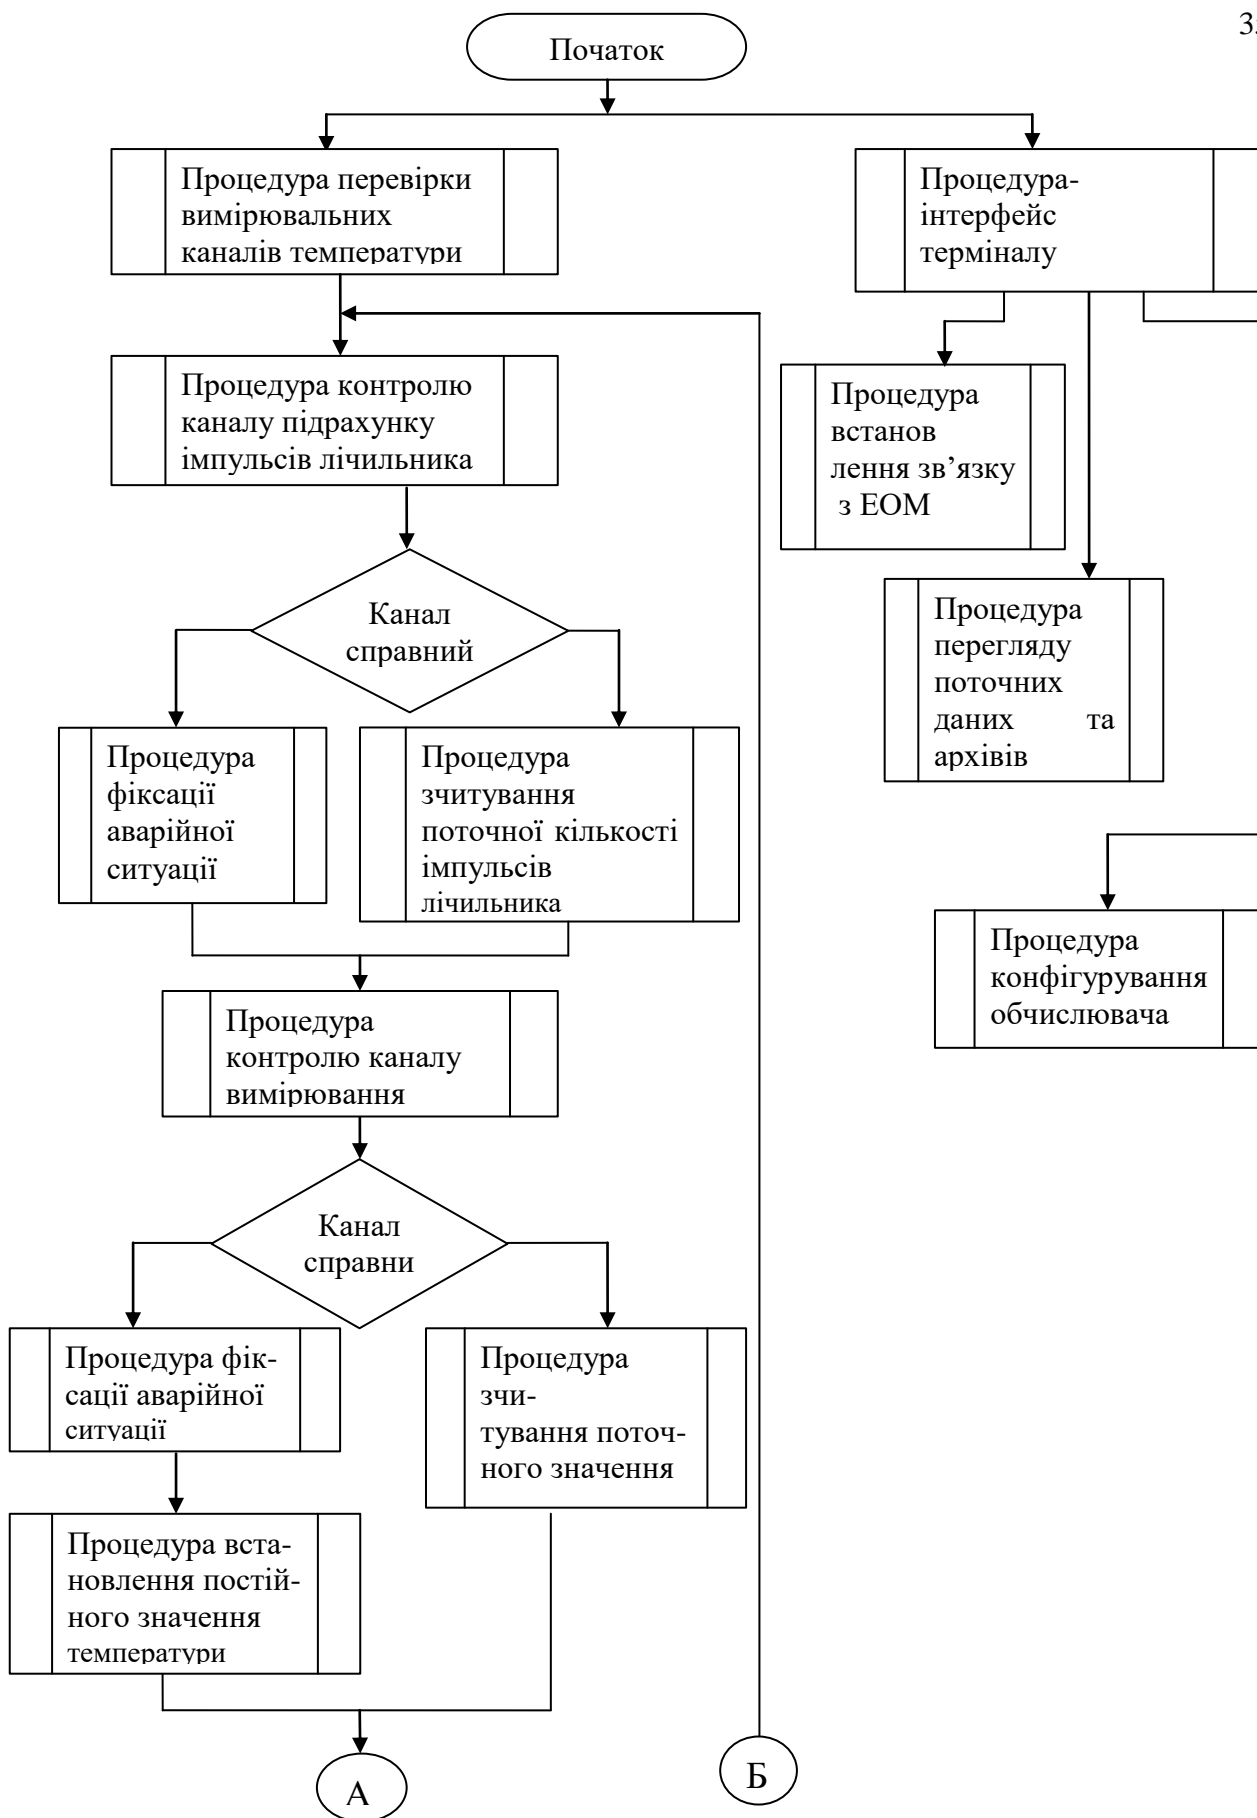 3
Початок
Процедура перевірки
вимірювальних
каналів температури
Процедура-
інтерфейс
терміналу
Процедура контролю
каналу підрахунку
імпульсів лічильника
Процедура
встанов
лення зв’язку
з ЕОМ
Канал
справний
Процедура
перегляду
поточних
даних та
архівів
Процедура
фіксації
аварійної
ситуації
Процедура
зчитування
поточної кількості
імпульсів
лічильника
Процедура
конфігурування
обчислювача
Процедура
контролю каналу
вимірювання
Канал
справни
Процедура фік-
сації аварійної
ситуації
Процедура
зчи-
тування поточ-
ного значення
Процедура вста-
новлення постій-
ного значення
температури
А
Б